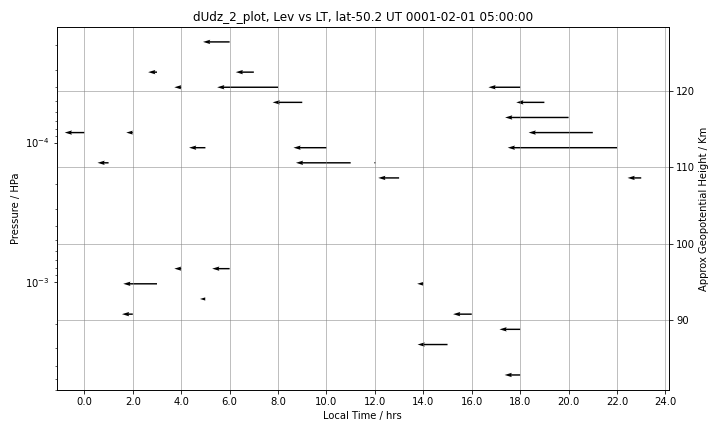 dUdz_2_plot, Lev vs LT, lat-50.2 UT 0001-02-01 05:00:00
Pressure / HPa
10⁻⁴
10⁻³
120
110
100
90
Approx Geopotential Height / Km
0.0 2.0 4.0 6.0 8.0 10.0 12.0 14.0 16.0 18.0 20.0 22.0 24.0
Local Time / hrs